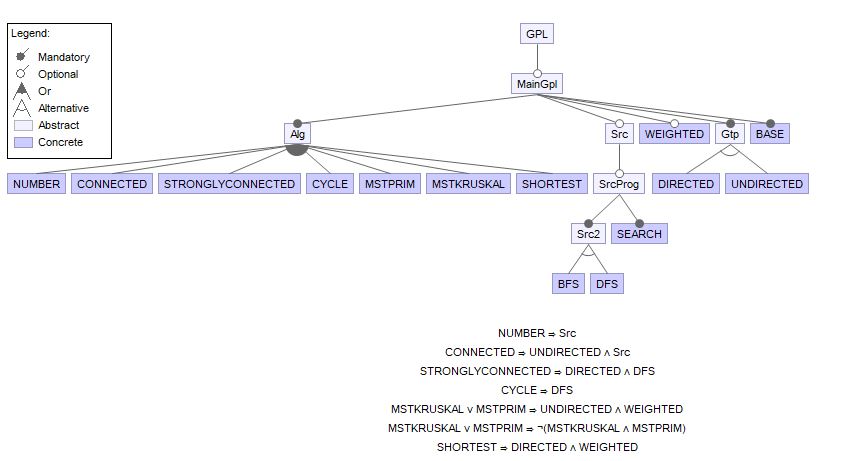 Legend:
Mandatory
Optional
Or
Alternative
Abstract
Concrete
GPL
MainGpl
Alg
Src
WEIGHTED
Gtp
BASE
NUMBER
CONNECTED
STRONGLYCONNECTED
CYCLE
MSTPRIM
MSTKRUSKAL
SHORTEST
SrcProg
DIRECTED
UNDIRECTED
Src2
SEARCH
BFS
DFS
NUMBER ⇒ Src
CONNECTED ⇒ UNDIRECTED ∧ Src
STRONGLYCONNECTED ⇒ DIRECTED ∧ DFS
CYCLE ⇒ DFS
MSTKRUSKAL ∨ MSTPRIM ⇒ UNDIRECTED ∧ WEIGHTED
MSTKRUSKAL ∨ MSTPRIM ⇒ ¬(MSTKRUSKAL ∧ MSTPRIM)
SHORTEST ⇒ DIRECTED ∧ WEIGHTED